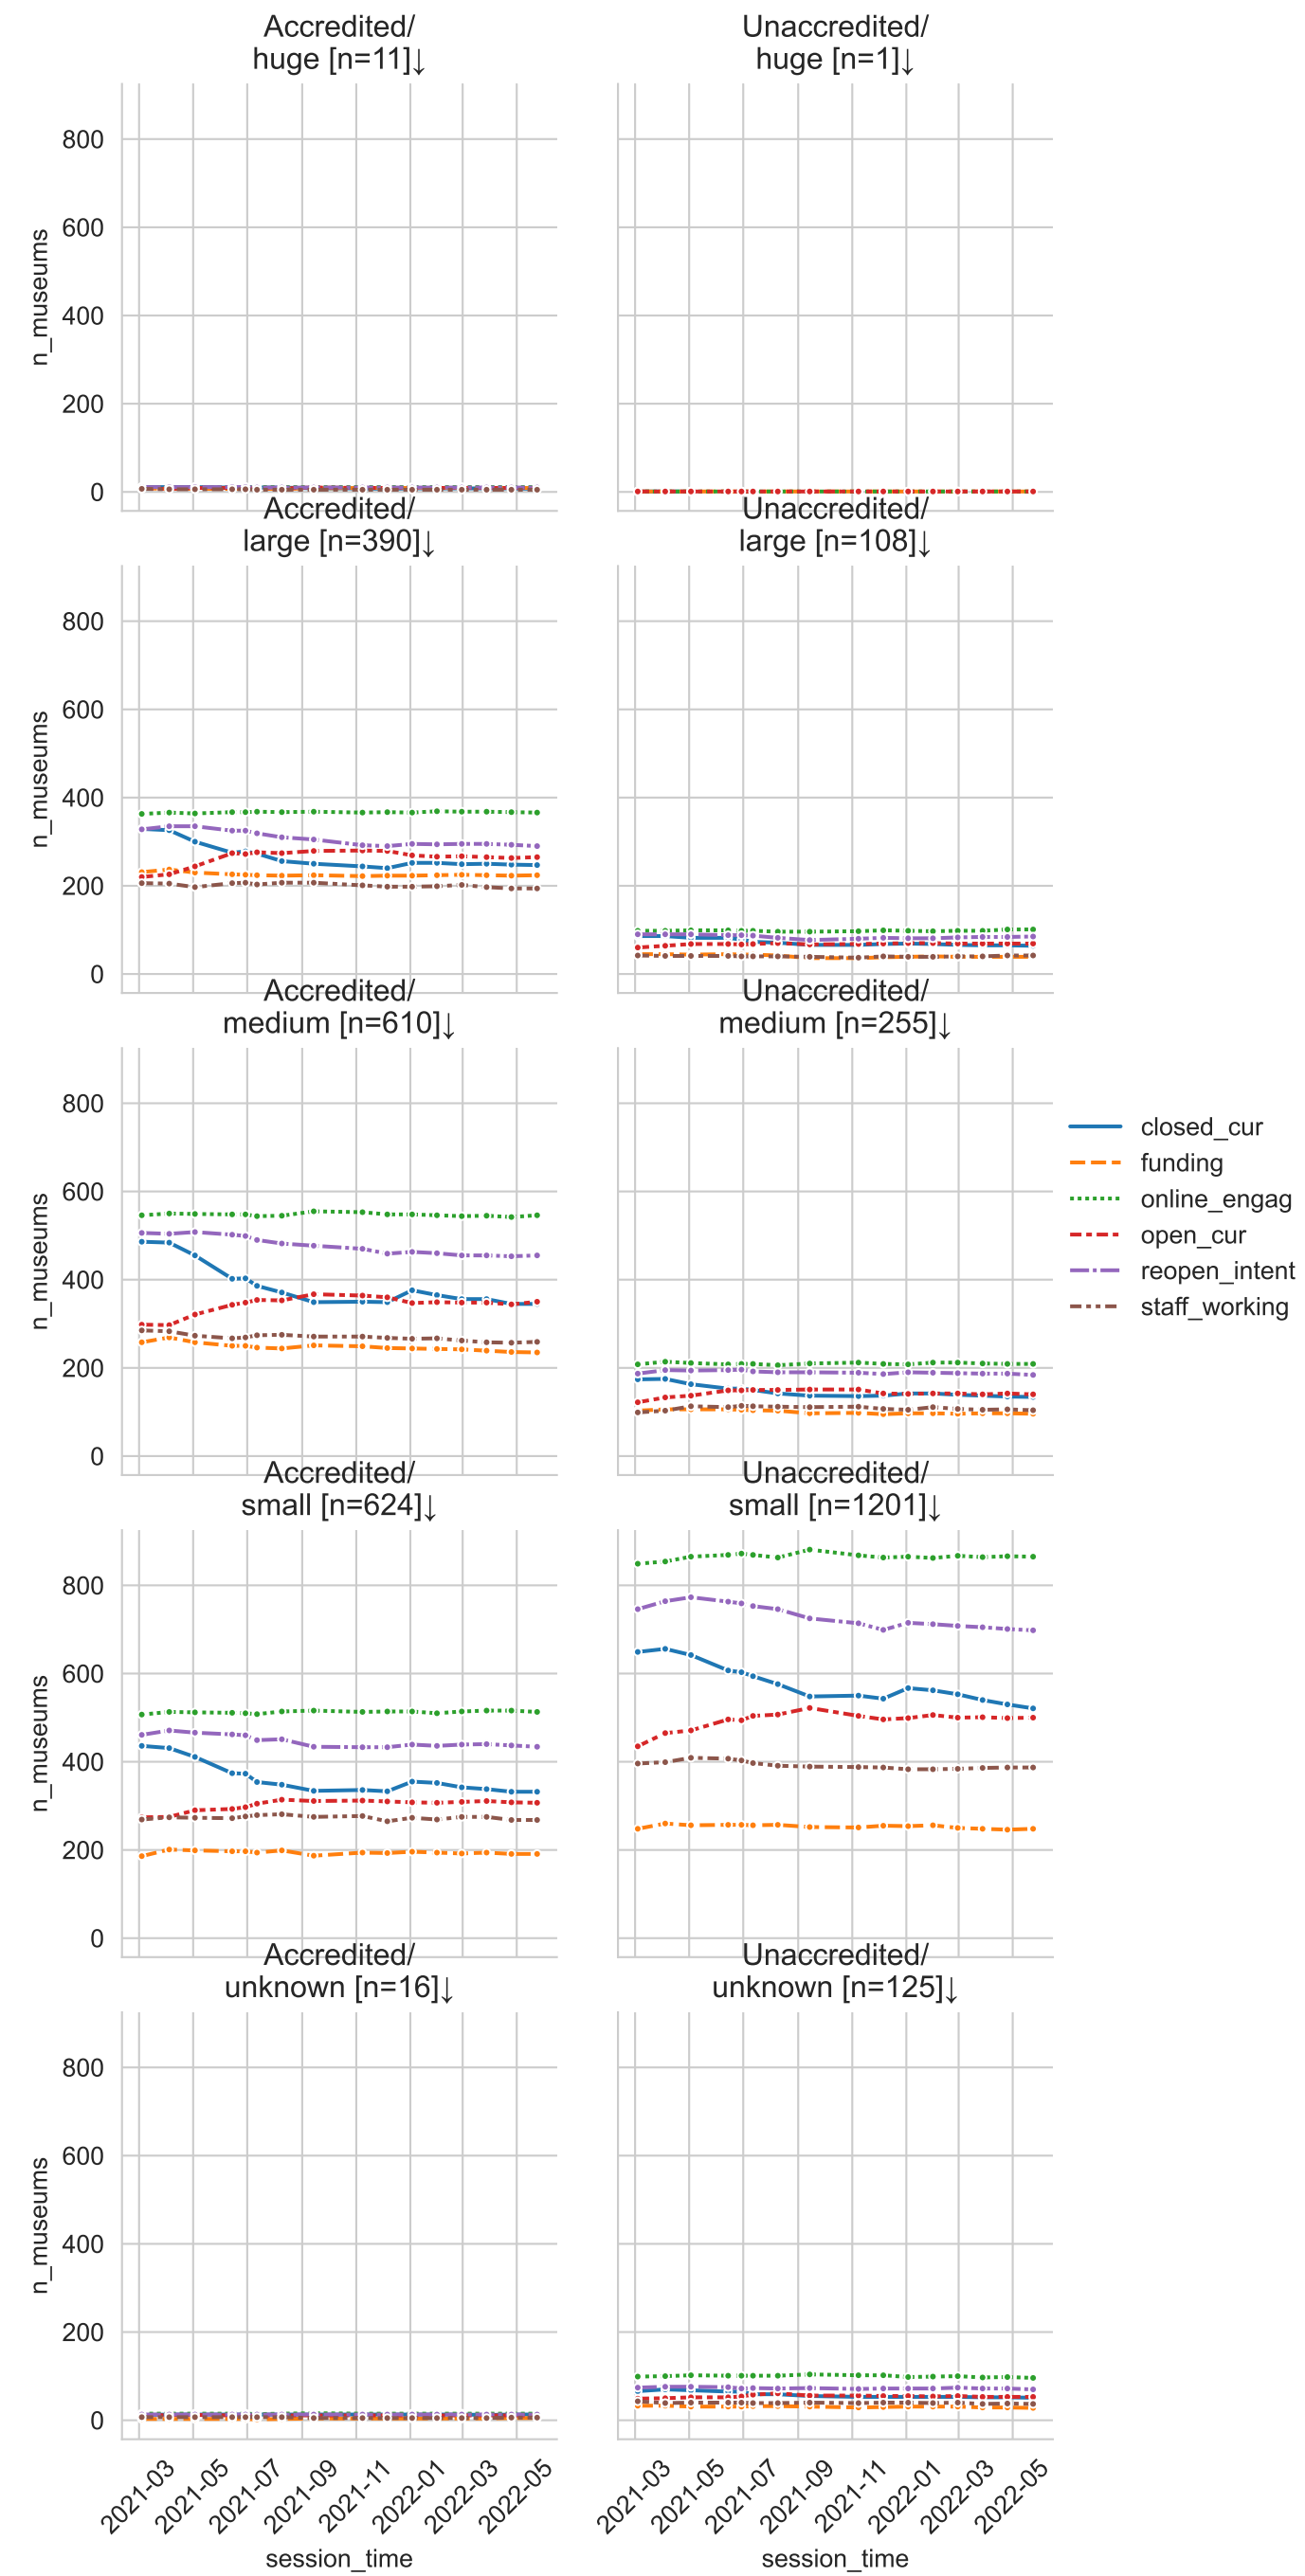 Accredited/
huge [n=11]↓
Unaccredited/
huge [n=1]↓
800
600
400
200
0
n_museums
Accredited/
large [n=390]↓
Unaccredited/
large [n=108]↓
800
600
400
200
0
n_museums
Accredited/
medium [n=610]↓
Unaccredited/
medium [n=255]↓
800
600
400
200
0
n_museums
closed_cur
funding
online_engag
open_cur
reopen_intent
staff_working
Accredited/
small [n=624]↓
Unaccredited/
small [n=1201]↓
800
600
400
200
0
n_museums
Accredited/
unknown [n=16]↓
Unaccredited/
unknown [n=125]↓
800
600
400
200
0
n_museums
2021-03
2021-05
2021-07
2021-09
2021-11
2022-01
2022-03
2022-05
session_time
2021-03
2021-05
2021-07
2021-09
2021-11
2022-01
2022-03
2022-05
session_time